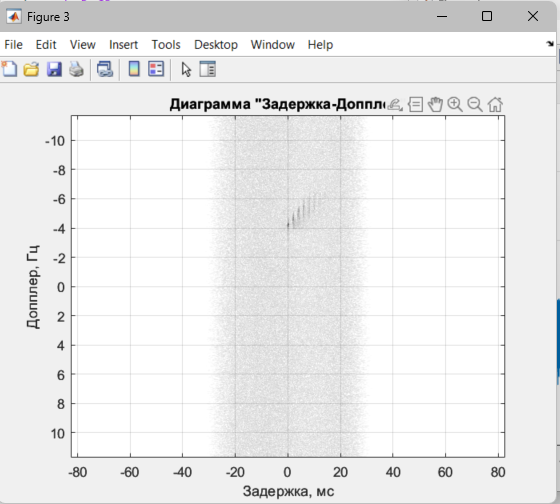 Figure 3
File Edit View Insert Tools Desktop Window Help
Диаграмма "Задержка-Доппле
-10
-8
-6
-4
-2
0
2
4
6
8
10
Допплер, Гц
-80 -60 -40 -20 0 20 40 60 80
Задержка, мс